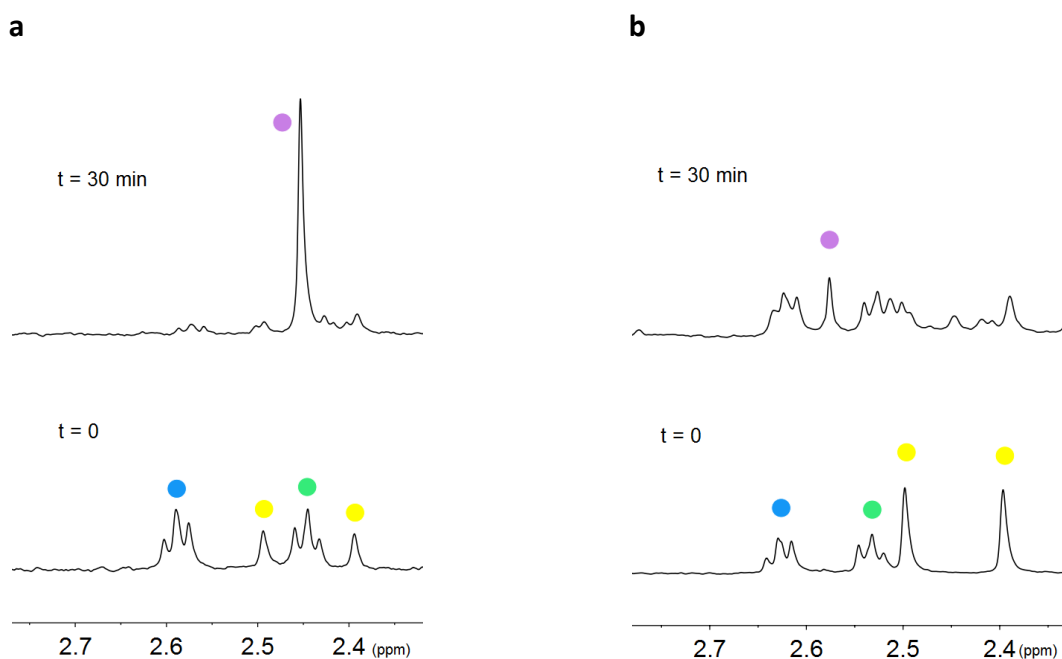 a
t = 30 min
t = 0
2.7 2.6 2.5 2.4 (ppm)
b
t = 30 min
t = 0
2.7 2.6 2.5 2.4 (ppm)